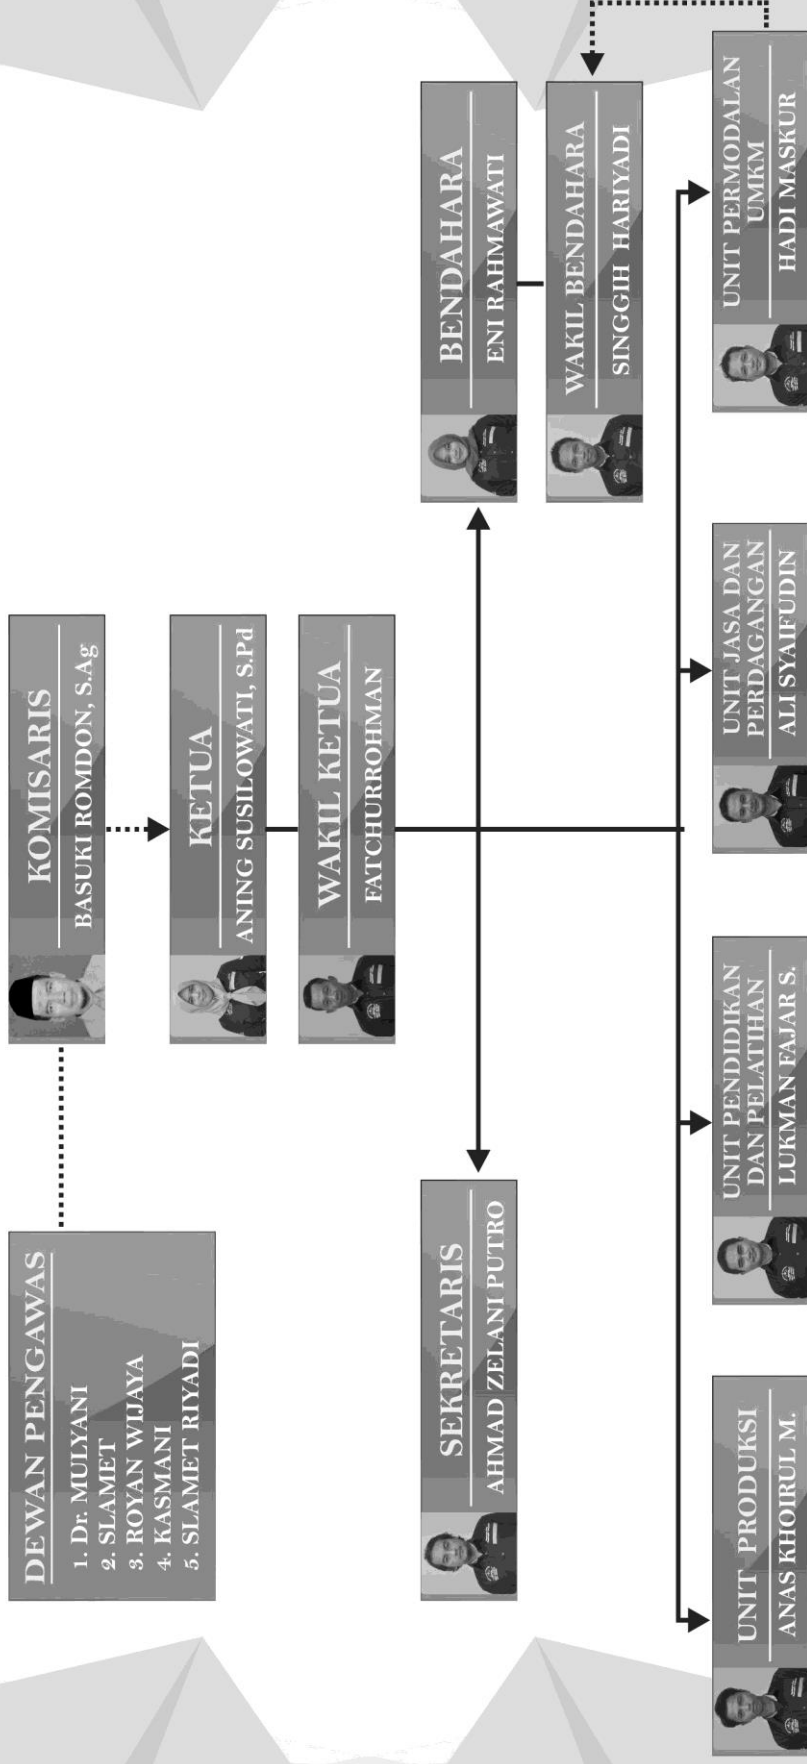 DEWAN PENGAWAS
1. Dr. MULYANI
2. SLAMET
3. ROYAN WIJAYA
4. KASMANI
5. SLAMET RIYADI
KOMISARIS
BASUKI ROMDON, S.Ag
KETUA
ANING SUSILOWATI, S.Pd
WAKIL KETUA
FATCHURROHMAN
SEKRETARIS
AHMAD ZELANI PUTRO
BENDAHARA
ENI RAHMAWATI
WAKIL BENDAHARA
SINGGIH HARIYADI
UNIT PRODUKSI
ANAS KHOIRUL M.
UNIT PENDIDIKAN
DAN PELATIHAN
LUKMAN FAJAR S.
UNIT JASA DAN
PERDAGANGAN
ALI SYAIFUDIN
UNIT PERMODALAN
UMKM
HADI MASKUR